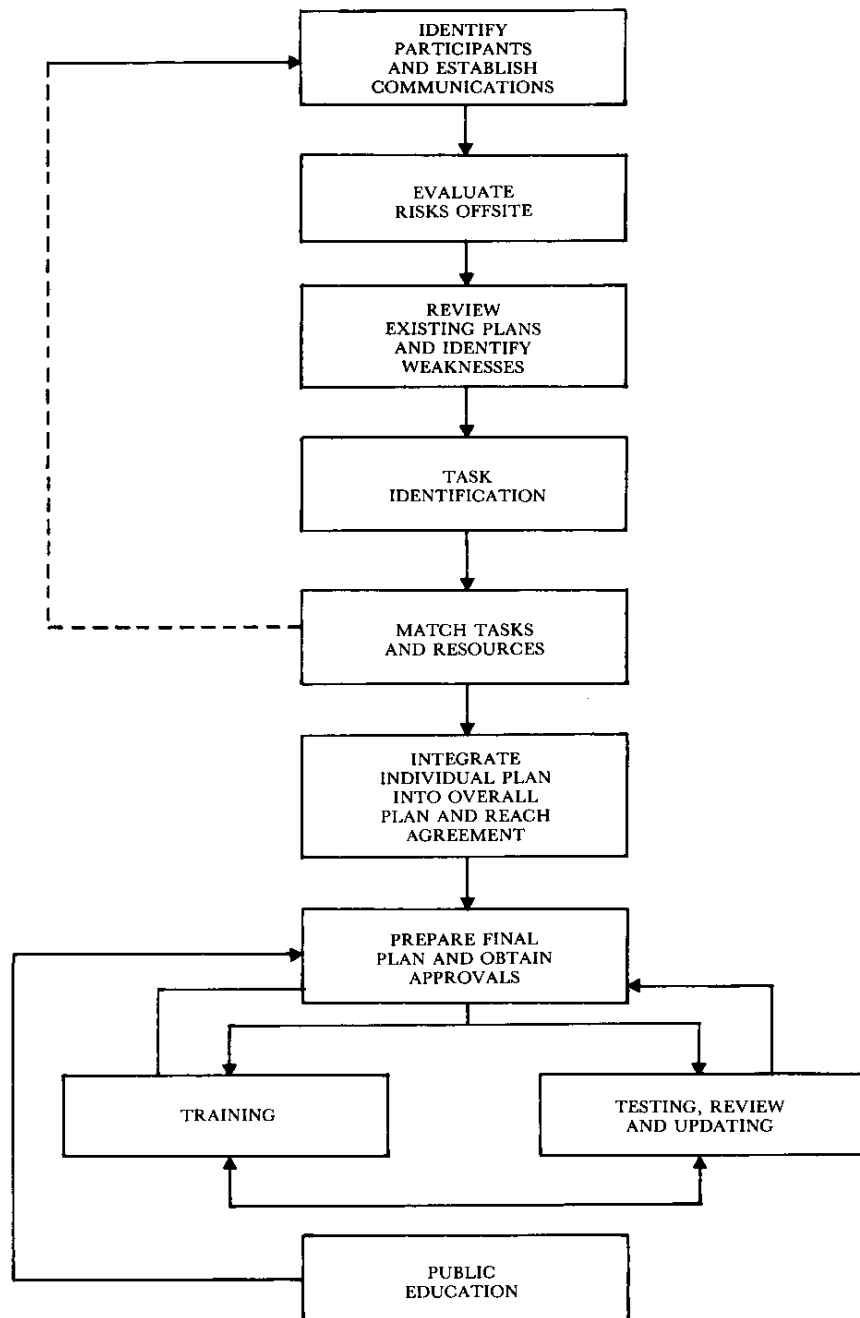 IDENTIFY
PARTICIPANTS
AND ESTABLISH
COMMUNICATIONS
EVALUATE
RISKS OFFSITE
REVIEW
EXISTING PLANS
AND IDENTIFY
WEAKNESSES
TASK
IDENTIFICATION
MATCH TASKS
AND RESOURCES
INTEGRATE
INDIVIDUAL PLAN
INTO OVERALL
PLAN AND REACH
AGREEMENT
PREPARE FINAL
PLAN AND OBTAIN
APPROVALS
TRAINING
TESTING, REVIEW
AND UPDATING
PUBLIC
EDUCATION